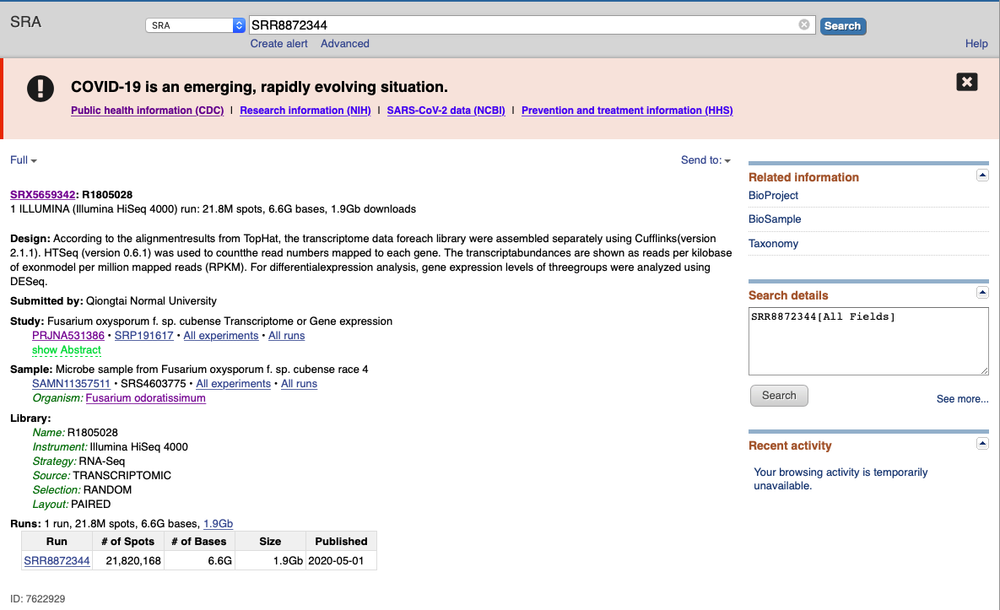 SRA
SRA SRR8872344 Search
Create alert Advanced Help
COVID-19 is an emerging, rapidly evolving situation.
Public health information (CDC) | Research information (NIH) | SARS-CoV-2 data (NCBI) | Prevention and treatment information (HHS)
Full Send to:
SRX5659342: R1805028
1 ILLUMINA (Illumina HiSeq 4000) run: 21.8M spots, 6.6G bases, 1.9Gb downloads
Design: According to the alignmentresults from TopHat, the transcriptome data foreach library were assembled separately using Cufflinks(version
2.1.1). HTSeq (version 0.6.1) was used to countthe read numbers mapped to each gene. The transcriptabundances are shown as reads per kilobase
of exonmodel per million mapped reads (RPKM). For differentialexpression analysis, gene expression levels of threegroups were analyzed using
DESeq.
Submitted by: Qiongtai Normal University
Study: Fusarium oxysporum f. sp. cubense Transcriptome or Gene expression
PRJNA531386 • SRP191617 • All experiments • All runs
show Abstract
Sample: Microbe sample from Fusarium oxysporum f. sp. cubense race 4
SAMN11357511 • SRS4603775 • All experiments • All runs
Organism: Fusarium odoratissimum
Library:
Name: R1805028
Instrument: Illumina HiSeq 4000
Strategy: RNA-Seq
Source: TRANSCRIPTOMIC
Selection: RANDOM
Layout: PAIRED
Runs: 1 run, 21.8M spots, 6.6G bases, 1.9Gb
Run # of Spots # of Bases Size Published
SRR8872344 21,820,168 6.6G 1.9Gb 2020-05-01
ID: 7622929
Related information
BioProject
BioSample
Taxonomy
Search details
SRR8872344[All Fields]
Search
See more...
Recent activity
Your browsing activity is temporarily
unavailable.